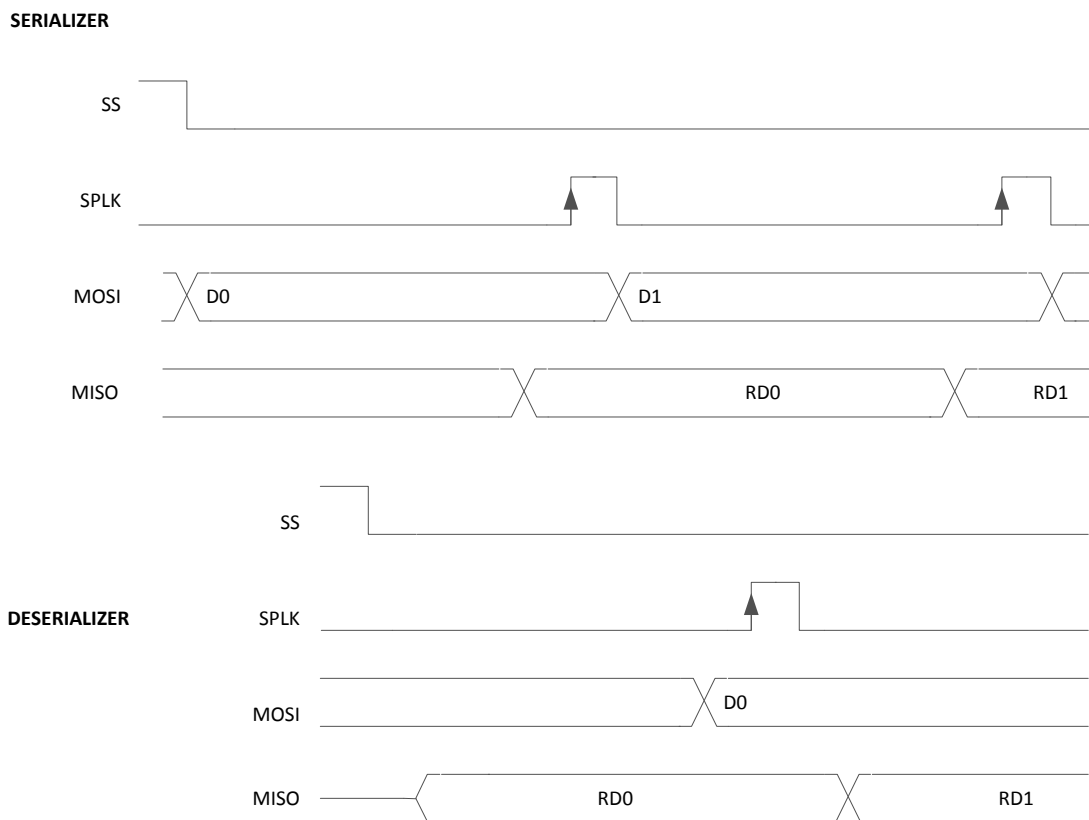 SERIALIZER
SS
SPLK
MOSI D0 D1
MISO RD0 RD1
SS
DESERIALIZER SPLK
MOSI D0
MISO RD0 RD1